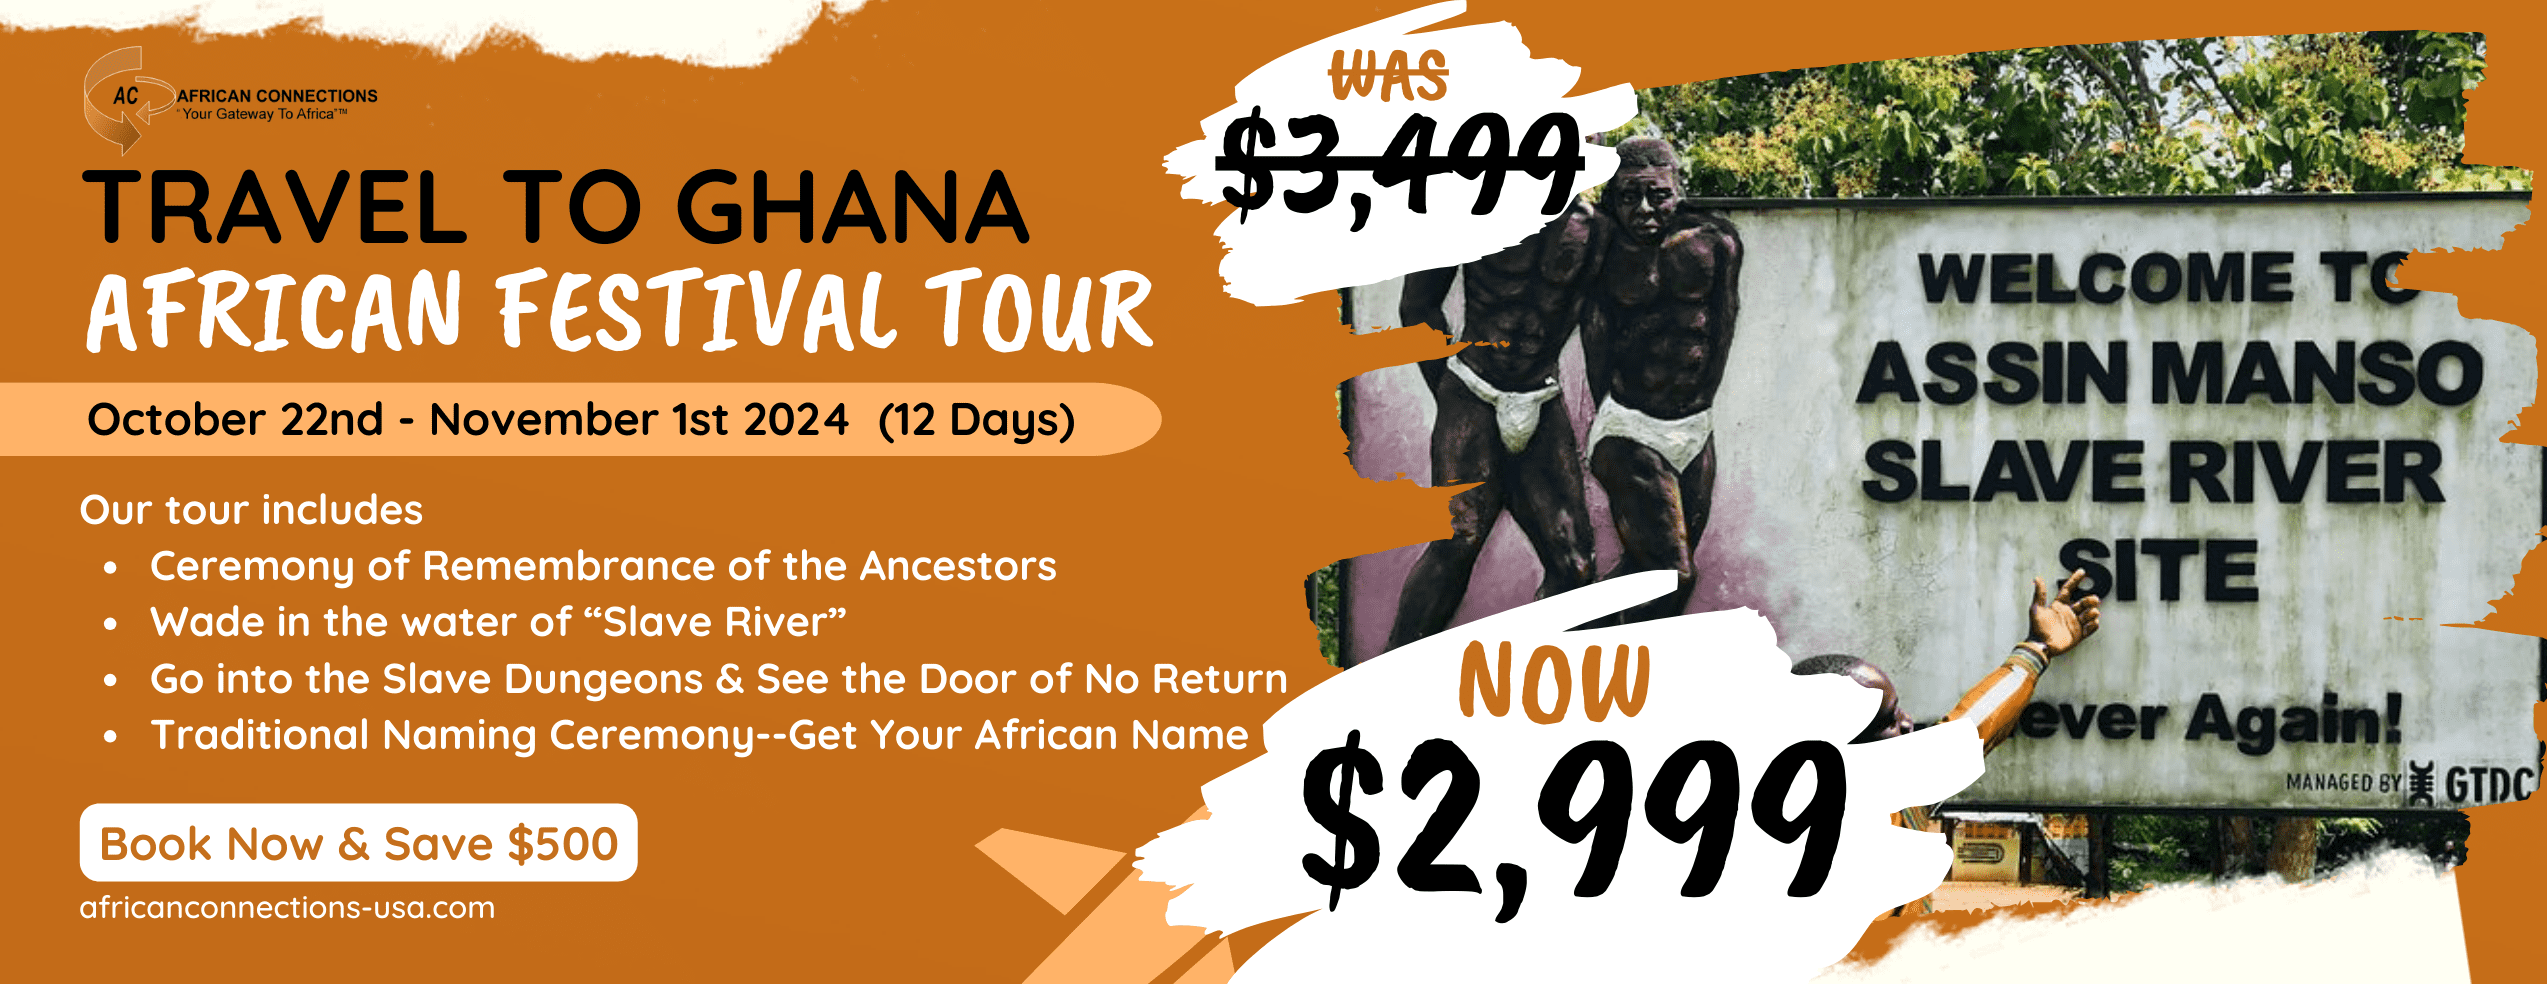 AC
AFRICAN CONNECTIONS
"Your Gateway To Africa"™
TRAVEL TO GHANA
AFRICAN FESTIVAL TOUR
October 22nd - November 1st 2024 (12 Days)
Our tour includes
• Ceremony of Remembrance of the Ancestors
• Wade in the water of “Slave River”
• Go into the Slave Dungeons & See the Door of No Return
• Traditional Naming Ceremony--Get Your African Name
Book Now & Save $500
africanconnections-usa.com
WAS
$3,499
NOW
$2,999
WELCOME TO
ASSIN MANSO
SLAVE RIVER
SITE
ever Again!
MANAGED BY GTDC